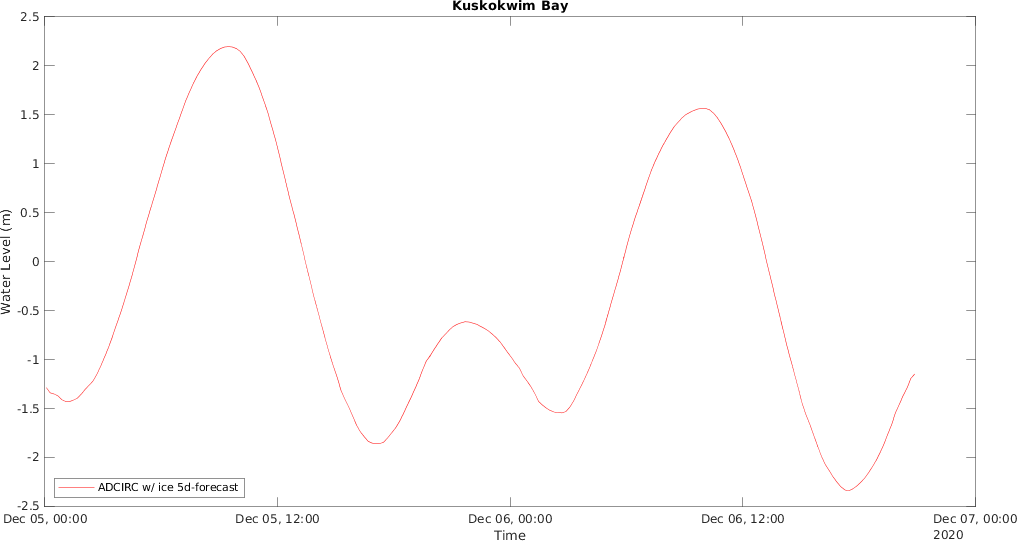 Kuskokwim Bay
2.5
2
1.5
1
0.5
0
-0.5
-1
-1.5
-2
-2.5
Water Level (m)
ADCIRC w/ ice 5d-forecast
Dec 05, 00:00 Dec 05, 12:00 Dec 06, 00:00 Dec 06, 12:00 Dec 07, 00:00
Time
2020